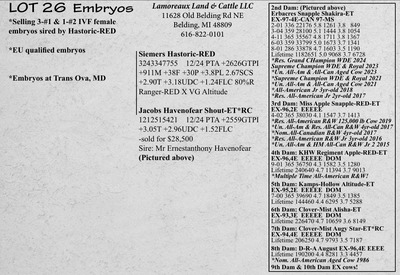 LOT 26 Embryos
*Selling 3-#1 & 1-#2 IVF female
embryos sired by Hastoric-RED
*EU qualified embryos
*Embryos at Trans Ova, MD
Lamoreaux Land & Cattle LLC
11628 Old Belding Rd NE
Belding, MI 48809
616-822-0101
Siemers Hastoric-RED
3243347755 12/24 PTA +2626GTPI
+911M +38F +30P +3.8PL 2.67SCS
+2.90T +3.18UDC +1.24FLC 80%R
Ranger-RED X VG Altitude
Jacobs Havenofear Shout-ET*RC
1212515421 12/24 PTA +2559GTPI
+3.05T +2.96UDC +1.52FLC
-sold for $28,500
Sire: Mr Ernestanthony Havenofear
(Pictured above)
2nd Dam: (Pictured above)
Erbacres Snapple Shakira-ET
EX-97-4E-CAN 97-MS
2-01 336 22176 5.8 1261 3.8 849
3-04 359 28100 5.1 1444 3.8 1054
4-11 365 35567 4.8 1711 3.8 1367
6-03 359 33799 5.0 1673 3.7 1241
8-01 286 33878 4.7 1603 3.5 1190
Lifetime 1182651 5.0 9068 3.7 6728
*Res. Grand Champion WDE 2024
Supreme Champion WDE & Royal 2023
*Un. All-Am & All-Can Aged Cow 2023
*Supreme Champion WDE & Royal 2021
*Un. All-Am & All-Can Aged Cow 2021
*All-American Jr 3yr-old 2018
*Res. All-American Jr 2yr-old 2017
3rd Dam: Miss Apple Snapple-RED-ET
EX-96,2E EEEEE
4-02 365 38030 4.1 1547 3.7 1413
*Res. All-American R&W 125,000 lb Cow 2019
*Un. All-Am & Res. All-Can R&W 4yr-old 2017
*Nom. All-Canadian B&W 4yr-old 2017
*Res. All-American R&W Jr 3yr-old 2016
*Un. All-Am & HM All-Can R&W Jr 2 2015
4th Dam: KHW Regiment Apple-RED-ET
EX-96,4E EEEEE DOM
9-01 365 36750 4.3 1582 3.5 1280
Lifetime 240640 4.7 11394 3.7 9013
*Multiple Time All-American R&W!
5th Dam: Kamps-Hollow Altitude-ET
EX-95,2E EEEEE DOM
7-00 365 39690 4.7 1849 3.5 1385
Lifetime 144460 4.4 6295 3.7 5288
6th Dam: Clover-Mist Alisha-ET
EX-93,3E EEEEE DOM
Lifetime 226470 4.7 10659 3.6 8149
7th Dam: Clover-Mist Augy Star-ET*RC
EX-94,4E EEEEE DOM
Lifetime 206250 4.7 9793 3.5 7187
8th Dam: D-R-A August EX-96,4E EEEE
Lifetime 190200 4.4 8281 3.3 4457
*Nom. All-American Aged Cow 1986
9th Dam & 10th Dam EX cows!